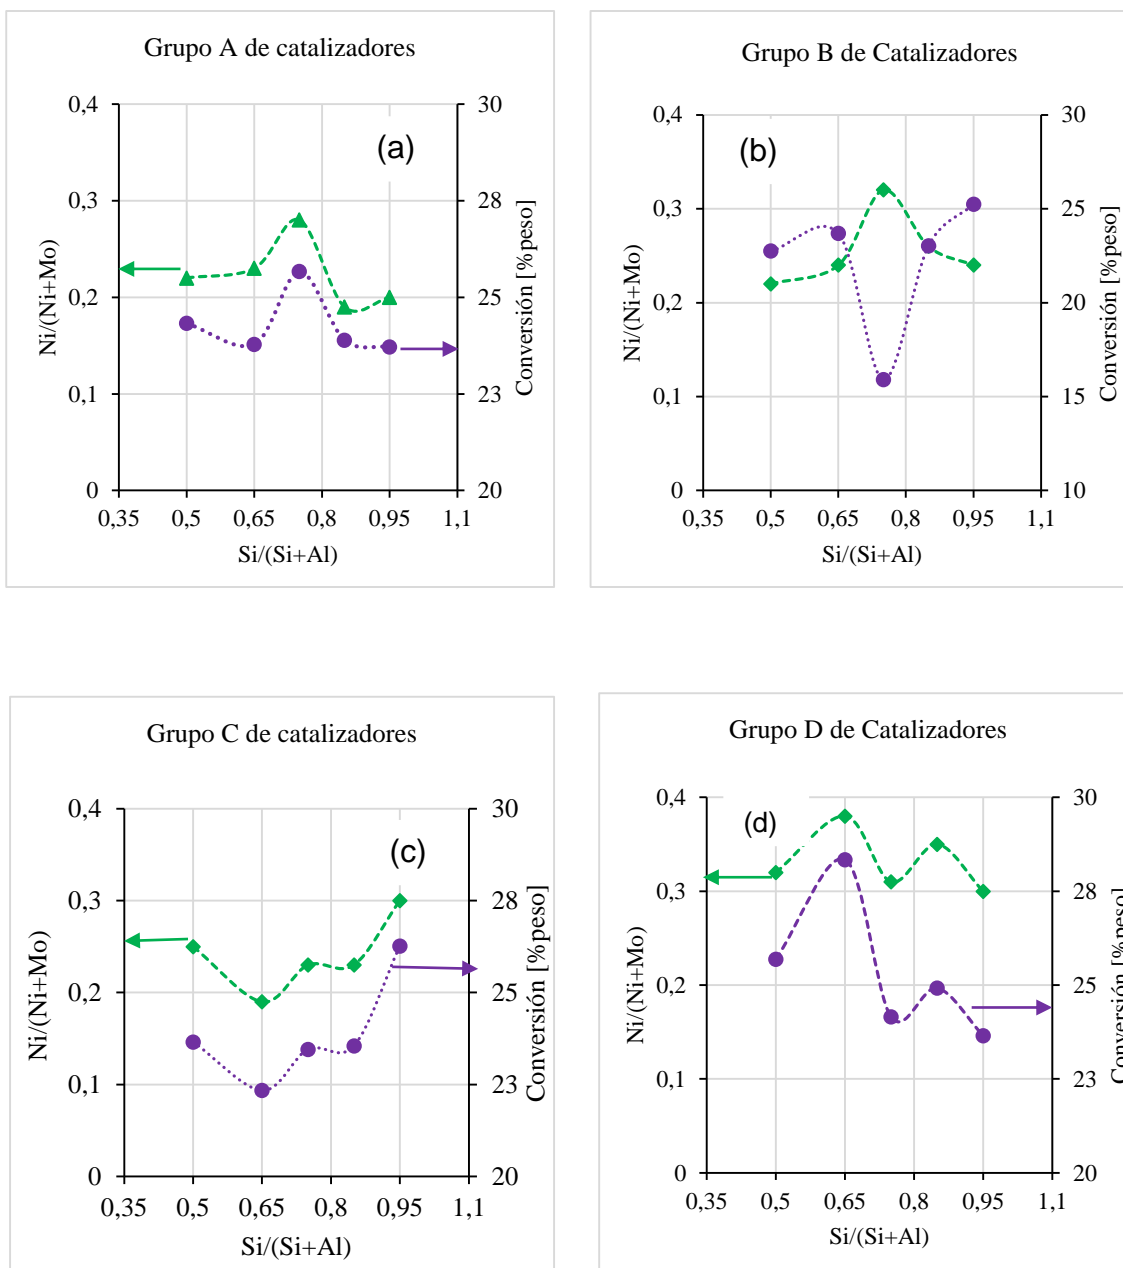 Grupo A de catalizadores
(a)
Ni/(Ni+Mo)
0,4
0,3
0,2
0,1
0
30
28
25
23
20
Conversión [%peso]
0,35 0,5 0,65 0,8 0,95 1,1
Si/(Si+Al)
Grupo B de Catalizadores
(b)
Ni/(Ni+Mo)
0,4
0,3
0,2
0,1
0
30
25
20
15
10
Conversión [%peso]
0,35 0,5 0,65 0,8 0,95 1,1
Si/(Si+Al)
Grupo C de catalizadores
(c)
Ni/(Ni+Mo)
0,4
0,3
0,2
0,1
0
30
28
25
23
20
Conversión [%peso]
0,35 0,5 0,65 0,8 0,95 1,1
Si/(Si+Al)
Grupo D de Catalizadores
(d)
Ni/(Ni+Mo)
0,4
0,3
0,2
0,1
0
30
28
25
23
20
Conversión [%peso]
0,35 0,5 0,65 0,8 0,95 1,1
Si/(Si+Al)